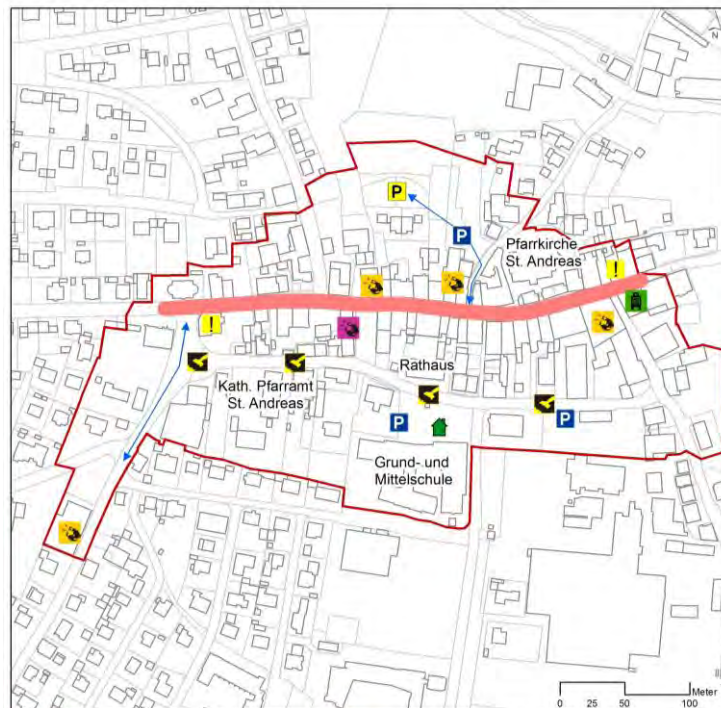 N
P
P
Pfarrkirche
St. Andreas
!
!
Rathaus
Kath. Pfarramt
St. Andreas
P
P
Grund- und
Mittelschule
Meter
0 25 50 100